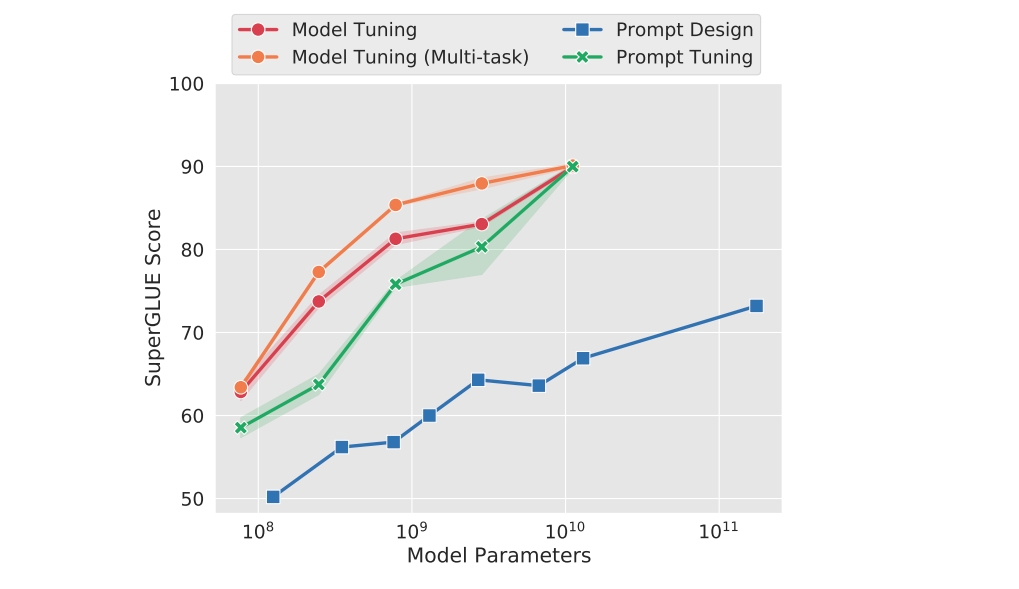 Model Tuning
Model Tuning (Multi-task)
Prompt Design
Prompt Tuning
100
90
80
70
60
50
SuperGLUE Score
10⁸ 10⁹ 10¹⁰ 10¹¹
Model Parameters